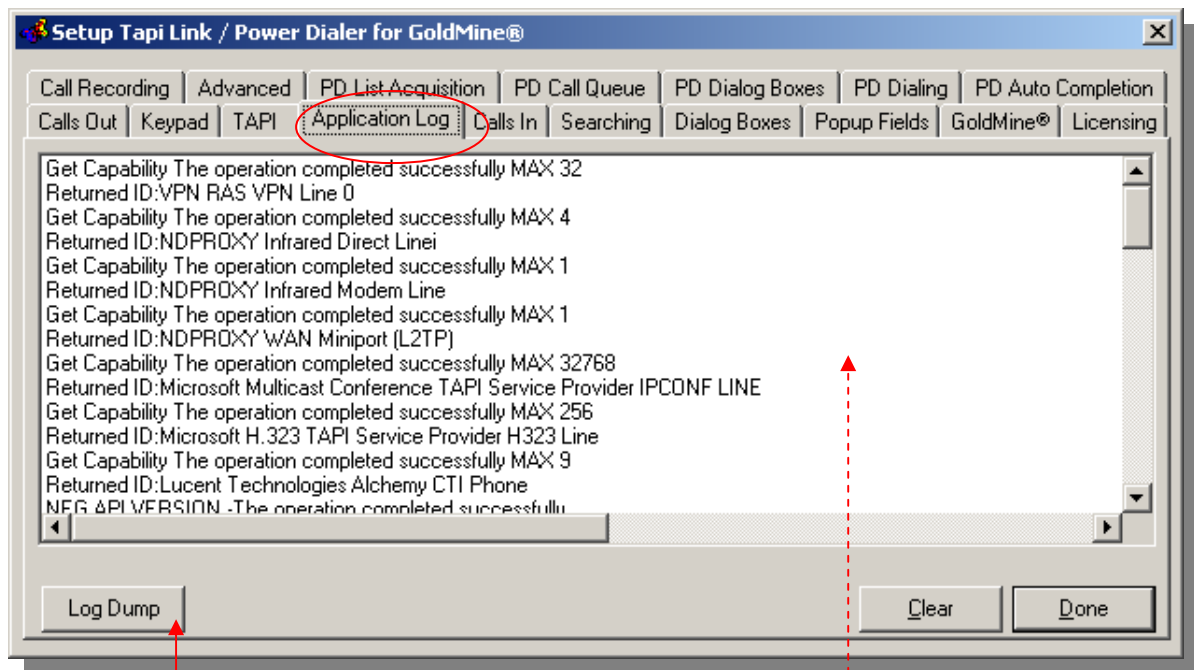 Setup Tapi Link / Power Dialer for GoldMine®
Call Recording Advanced PD List Acquisition PD Call Queue PD Dialog Boxes PD Dialing PD Auto Completion
Calls Out Keypad TAPI Application Log Calls In Searching Dialog Boxes Popup Fields GoldMine® Licensing
Get Capability The operation completed successfully MAX 32
Returned ID:VPN RAS VPN Line 0
Get Capability The operation completed successfully MAX 4
Returned ID:NDPROXY Infrared Direct Linei
Get Capability The operation completed successfully MAX 1
Returned ID:NDPROXY Infrared Modem Line
Get Capability The operation completed successfully MAX 1
Returned ID:NDPROXY WAN Miniport (L2TP)
Get Capability The operation completed successfully MAX 32768
Returned ID:Microsoft Multicast Conference TAPI Service Provider IPCONF LINE
Get Capability The operation completed successfully MAX 256
Returned ID:Microsoft H.323 TAPI Service Provider H323 Line
Get Capability The operation completed successfully MAX 9
Returned ID:Lucent Technologies Alchemy CTI Phone
NEG API VERSION -The operation completed successfully
Log Dump Clear Done